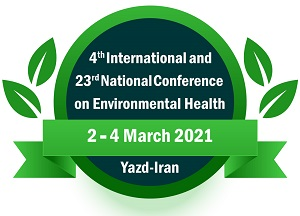 4th International and
23rd National Conference
on Environmental Health
2 - 4 March 2021
Yazd-Iran